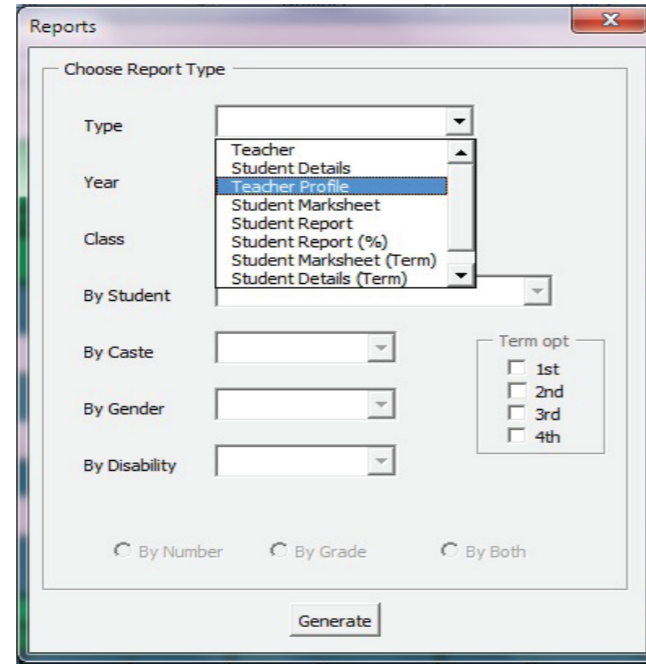 Reports
Choose Report Type
Type
Teacher
Student Details
Teacher Profile
Student Marksheet
Student Report
Student Report (%)
Student Marksheet (Term)
Student Details (Term)
Year
Class
By Student
By Caste
By Gender
By Disability
Term opt
1st
2nd
3rd
4th
By Number By Grade By Both
Generate